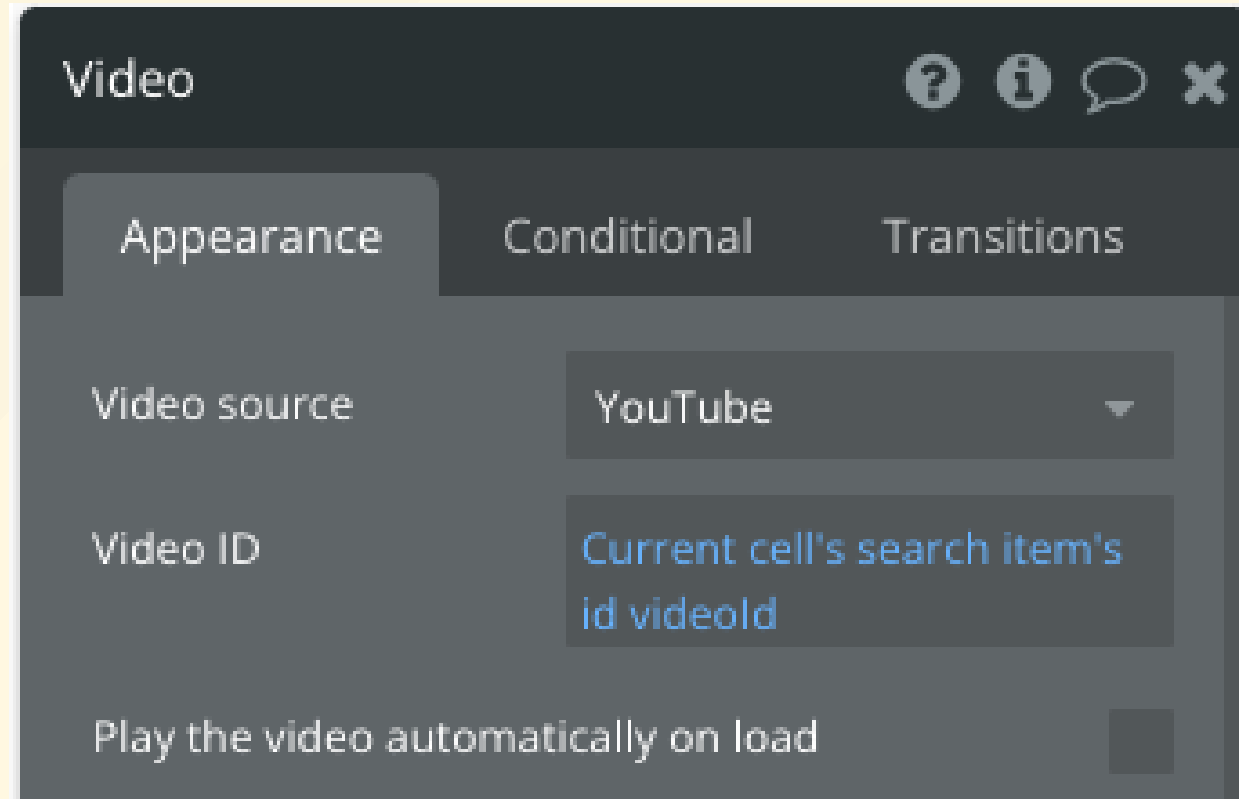 Video
Appearance Conditional Transitions
Video source YouTube
Video ID Current cell's search item's
id videoId
Play the video automatically on load